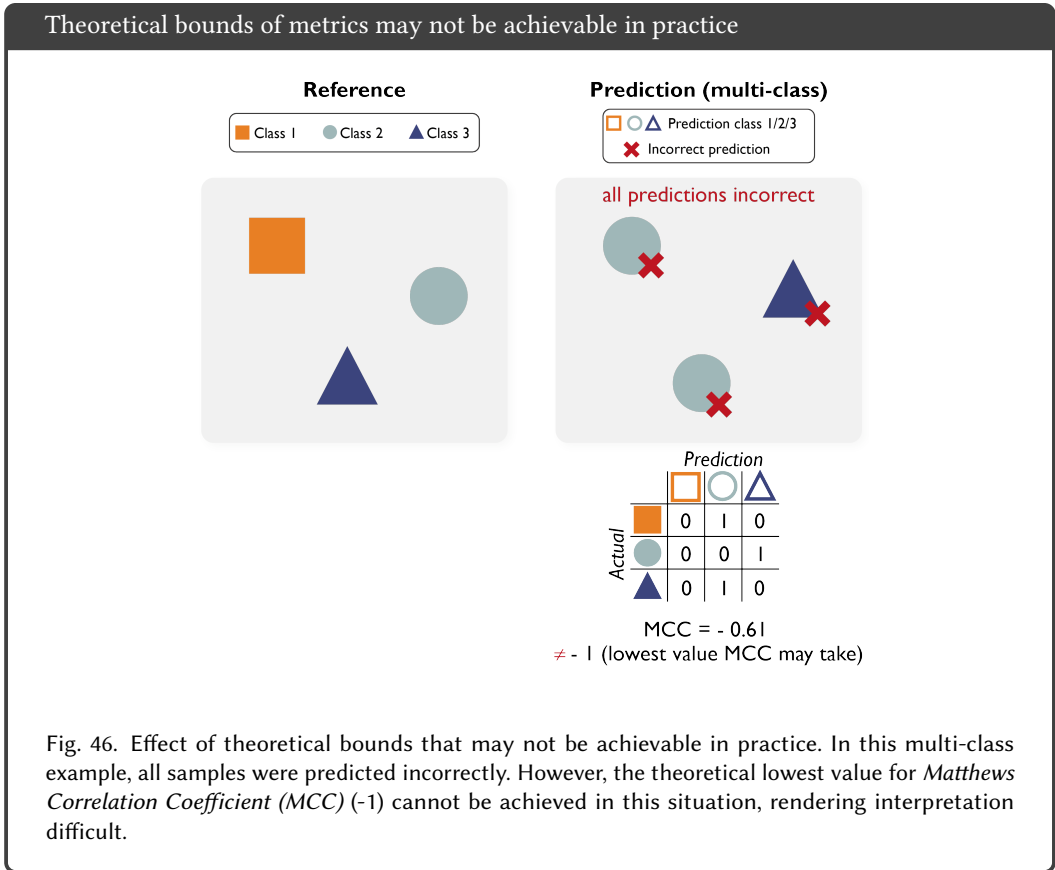 Theoretical bounds of metrics may not be achievable in practice
Reference
Class 1 Class 2 Class 3
Prediction (multi-class)
Prediction class 1/2/3
Incorrect prediction
all predictions incorrect
Prediction
Actual
0 1 0
0 0 1
0 1 0
MCC = - 0.61
≠ - 1 (lowest value MCC may take)
Fig. 46. Effect of theoretical bounds that may not be achievable in practice. In this multi-class
example, all samples were predicted incorrectly. However, the theoretical lowest value for Matthews
Correlation Coefficient (MCC) (-1) cannot be achieved in this situation, rendering interpretation
difficult.